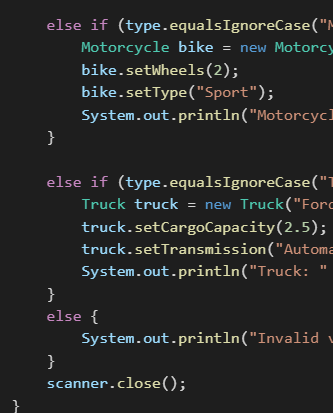 else if (type.equalsIgnoreCase("M
Motorcycle bike = new Motorcy
bike.setWheels(2);
bike.setType("Sport");
System.out.println("Motorcycl
}
else if (type.equalsIgnoreCase("T
Truck truck = new Truck("Ford
truck.setCargoCapacity(2.5);
truck.setTransmission("Automa
System.out.println("Truck: "
}
else {
System.out.println("Invalid v
}
scanner.close();
}